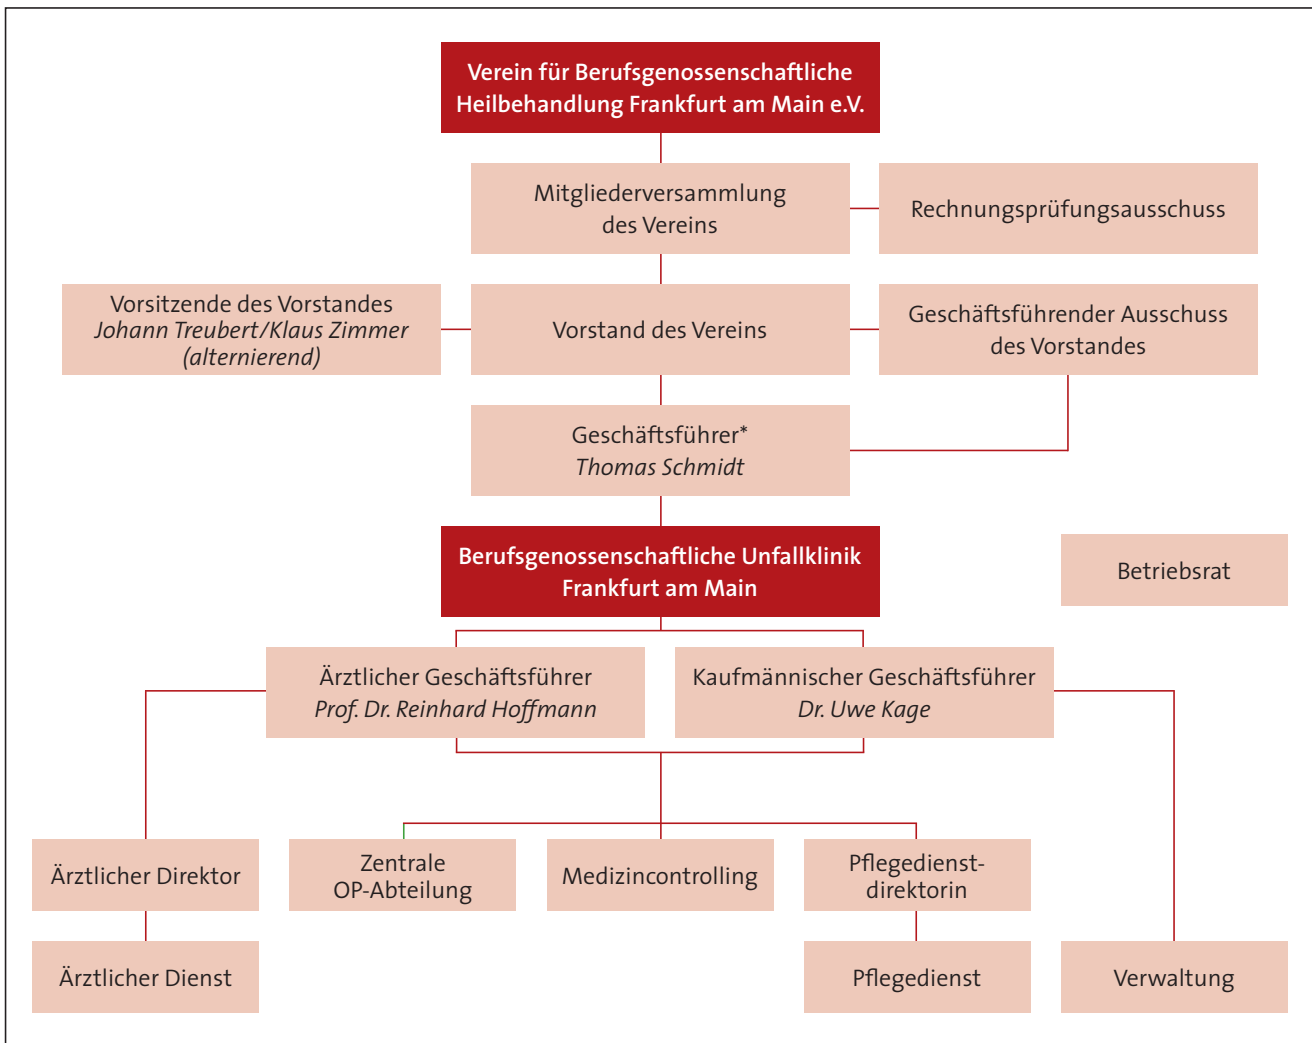 Verein für Berufsgenossenschaftliche
Heilbehandlung Frankfurt am Main e.V.
Mitgliederversammlung
des Vereins
Rechnungsprüfungsausschuss
Vorsitzende des Vorstandes
Johann Treubert/Klaus Zimmer
(alternierend)
Vorstand des Vereins
Geschäftsführender Ausschuss
des Vorstandes
Geschäftsführer*
Thomas Schmidt
Berufsgenossenschaftliche Unfallklinik
Frankfurt am Main
Betriebsrat
Ärztlicher Geschäftsführer
Prof. Dr. Reinhard Hoffmann
Kaufmännischer Geschäftsführer
Dr. Uwe Kage
Ärztlicher Direktor
Zentrale
OP-Abteilung
Medizincontrolling
Pflegedienst-
direktorin
Ärztlicher Dienst
Pflegedienst
Verwaltung